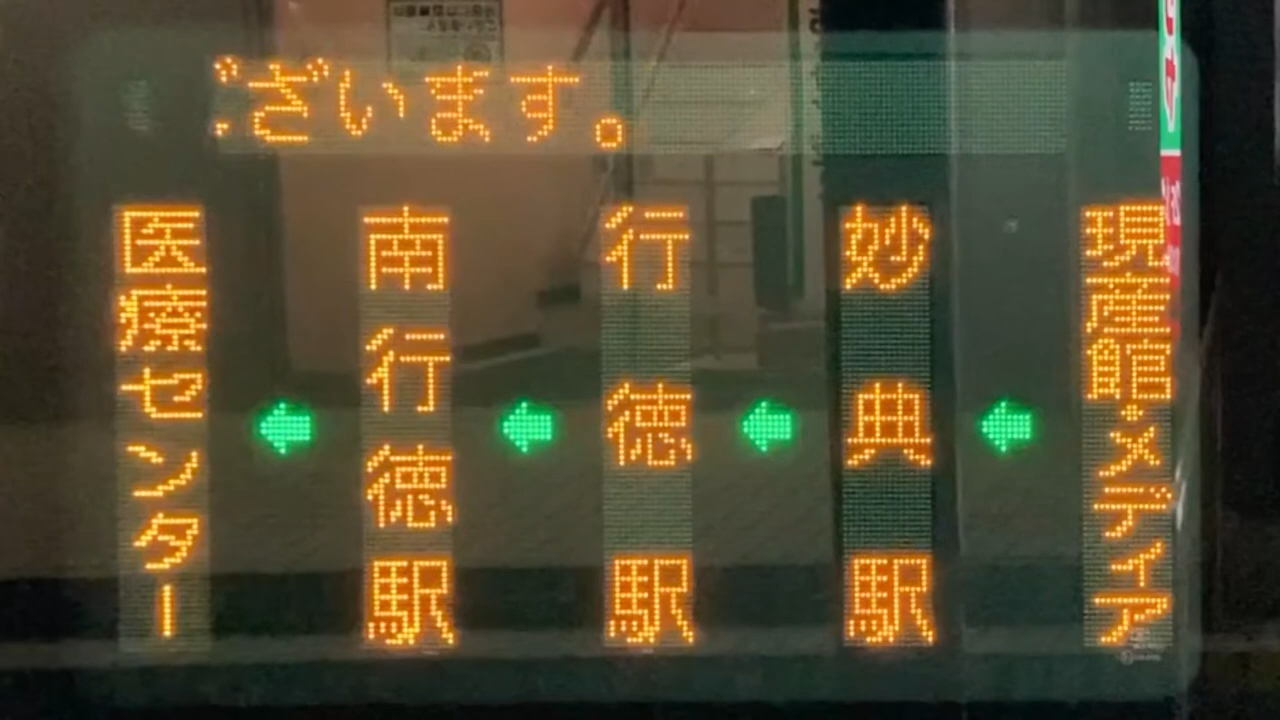 ざいます。
現産館・メディア
妙典駅
行徳駅
南行徳駅
医療センター